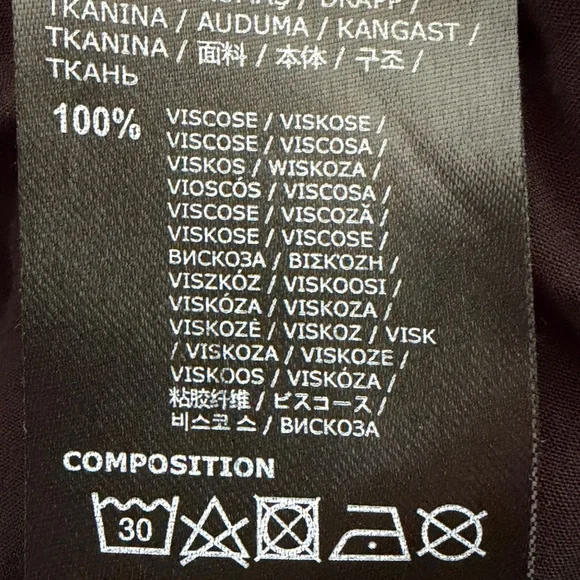 TKANINA / AUDUMA / KANGAST /
TKANINA / 面料 / 本体 / 구조 /
ТКАНЬ
100% VISCOSE / VISKOSE /
VISCOSE / VISCOSA /
VISKOS / WISKOZA /
VIOSCÓS / VISCOSA /
VISCOSE / VISCOZĂ /
VISKOSE / VISCOSE /
ВИСКОЗА / ΒΙΣΚΟΖΗ /
VISZKÓZ / VISKOOSI /
VISKÓZA / VISKOZA /
VISKOZĖ / VISKOZ / VISK
/ VISKOZA / VISKOZE /
VISKOOS / VISKÓZA /
粘胶纤维 / ビスコース /
비스코 스 / ВИСКОЗА
COMPOSITION
30